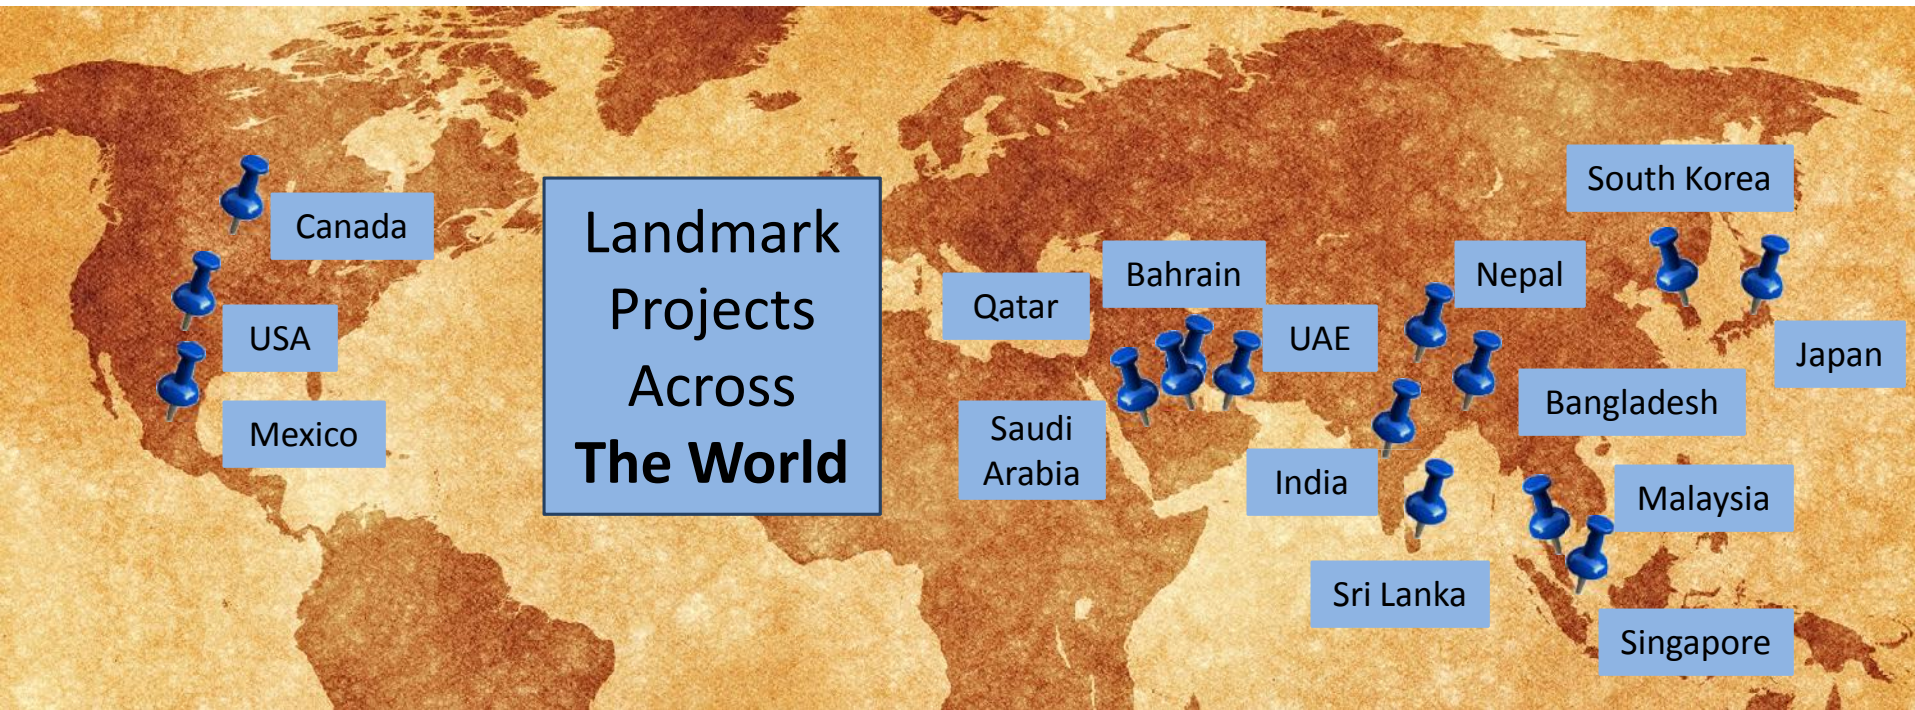 South Korea
Canada
Landmark
Projects
Across
The World
Bahrain
Nepal
Qatar
UAE
USA
Japan
Mexico
Saudi
Arabia
Bangladesh
India
Malaysia
Sri Lanka
Singapore